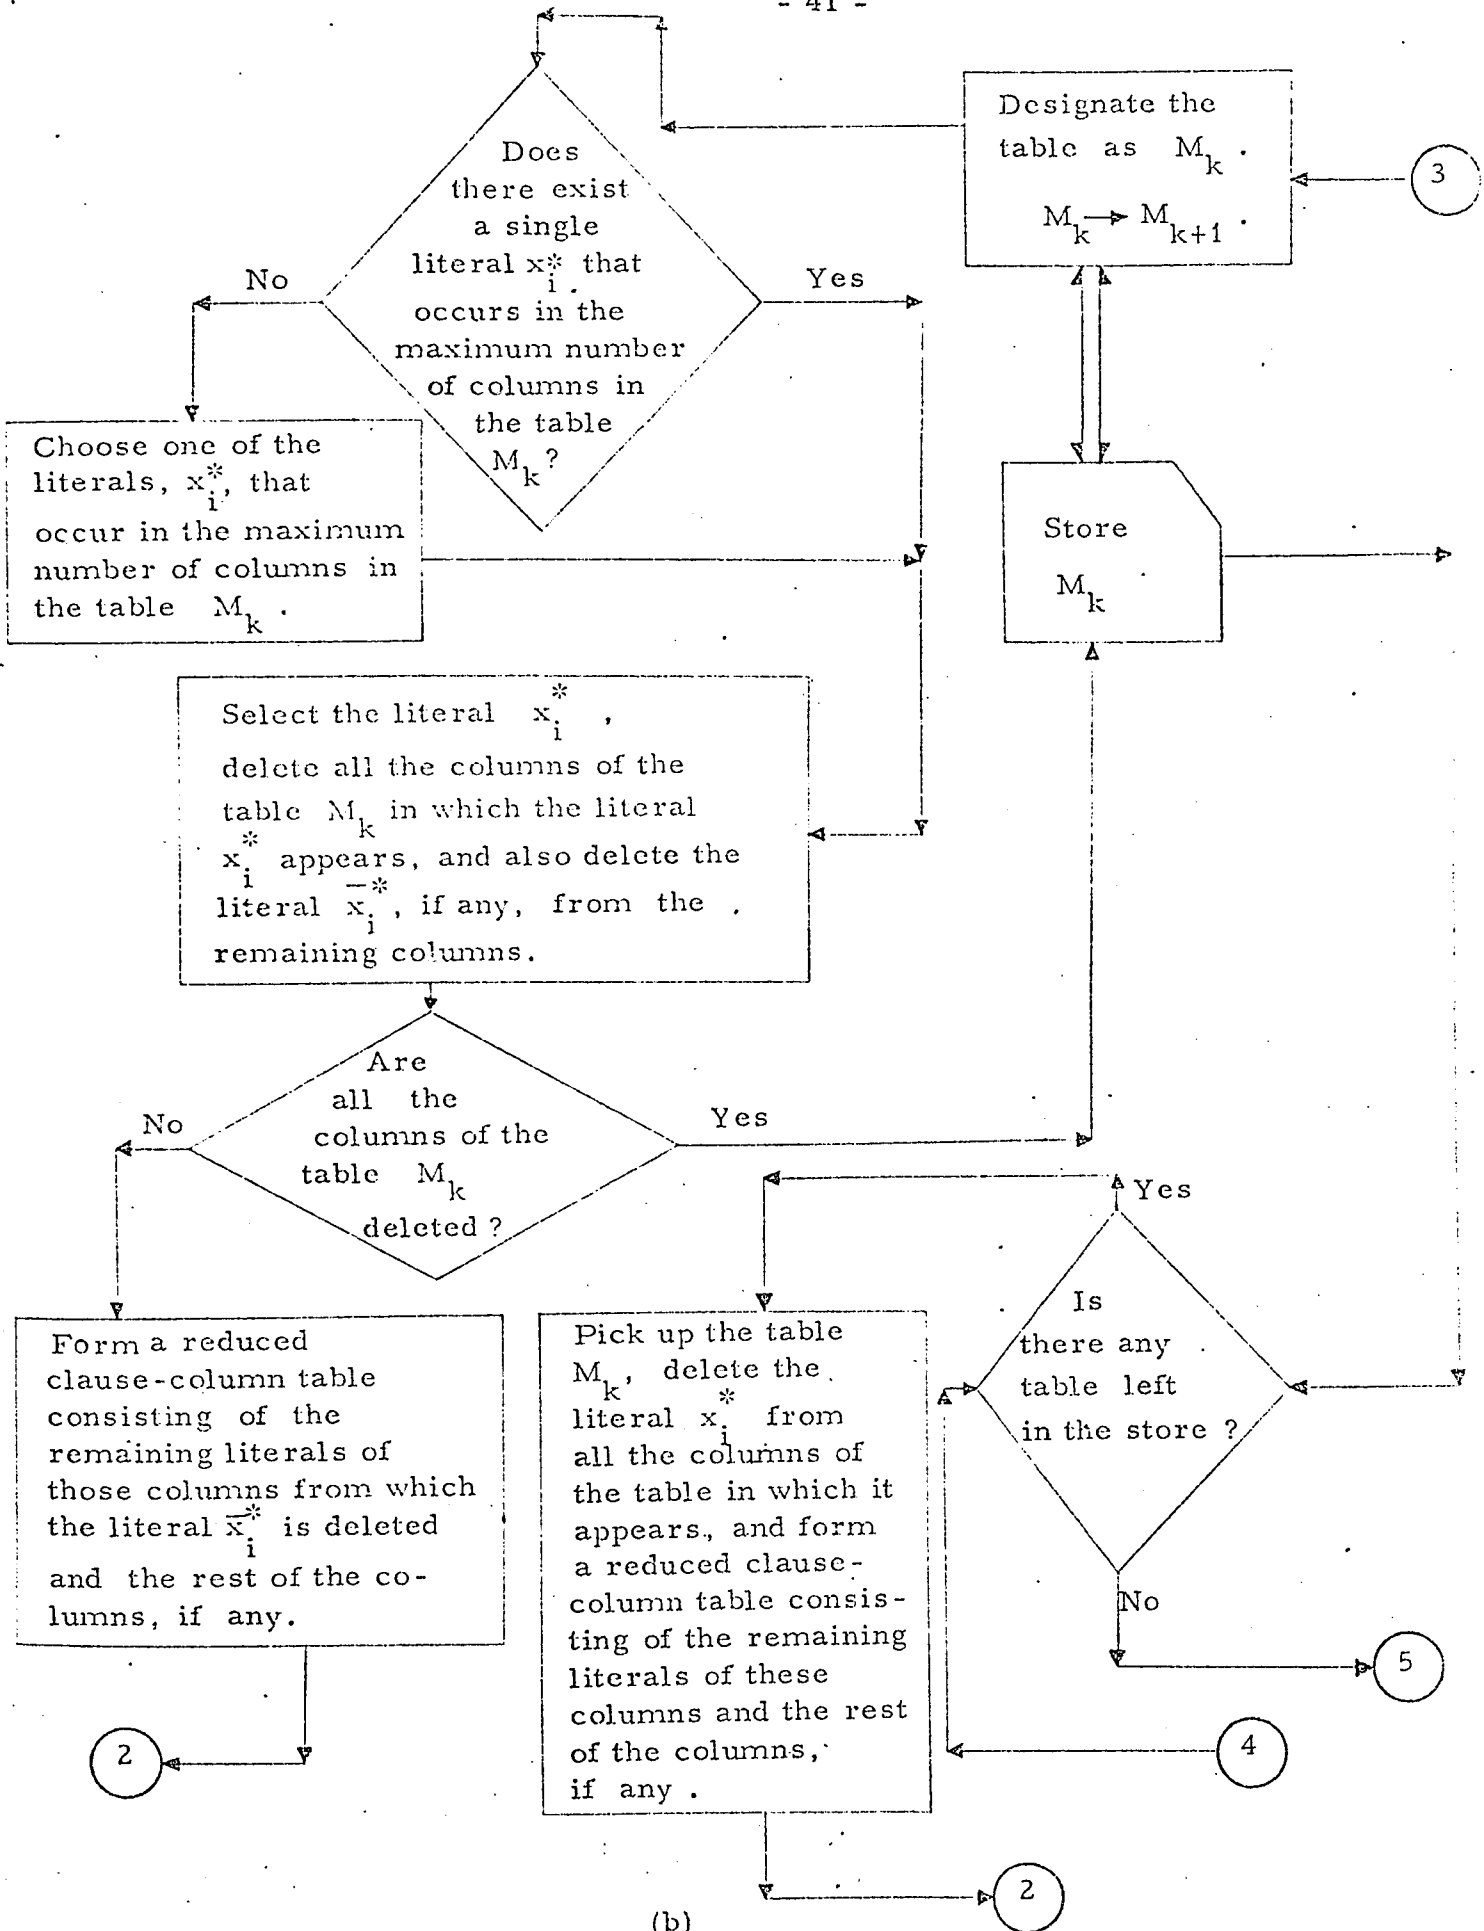 - 41 -
Designate the
table as M_k .
M_k → M_{k+1} .
3
Does
there exist
a single
literal x_i^* that
occurs in the
maximum number
of columns in
the table
M_k ?
No
Yes
Choose one of the
literals, x_i^*, that
occur in the maximum
number of columns in
the table M_k .
Store
M_k
Select the literal x_i^* ,
delete all the columns of the
table M_k in which the literal
x_i^* appears, and also delete the
literal x̄_i^*, if any, from the
remaining columns.
Are
all the
columns of the
table M_k
deleted ?
No
Yes
Yes
Form a reduced
clause-column table
consisting of the
remaining literals of
those columns from which
the literal x̄_i^* is deleted
and the rest of the co-
lumns, if any.
2
Pick up the table
M_k, delete the
literal x_i^* from
all the columns of
the table in which it
appears, and form
a reduced clause-
column table consis-
ting of the remaining
literals of these
columns and the rest
of the columns,
if any .
Is
there any
table left
in the store ?
No
5
4
2
(b)